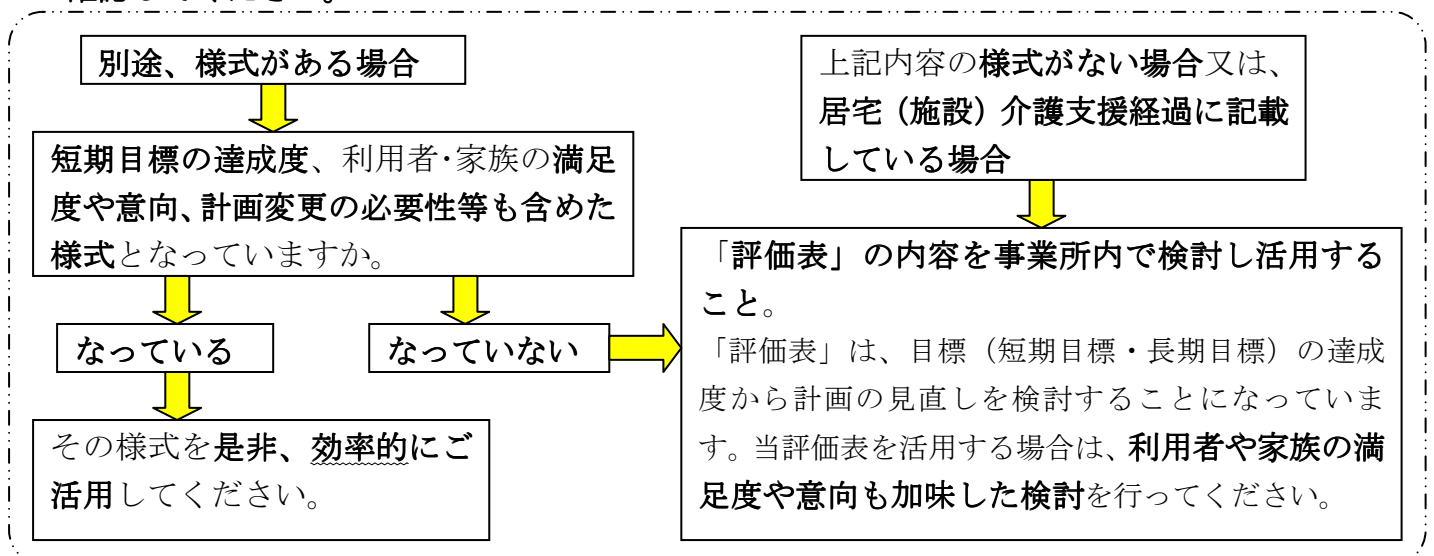 確認してください。
別途、様式がある場合
短期目標の達成度、利用者・家族の満足
度や意向、計画変更の必要性等も含めた
様式となっていますか。
なっている
なっていない
その様式を是非、効率的にご
活用してください。
上記内容の様式がない場合又は、
居宅（施設）介護支援経過に記載
している場合
「評価表」の内容を事業所内で検討し活用する
こと。
「評価表」は、目標（短期目標・長期目標）の達成
度から計画の見直しを検討することになっていま
す。当評価表を活用する場合は、利用者や家族の満
足度や意向も加味した検討を行ってください。